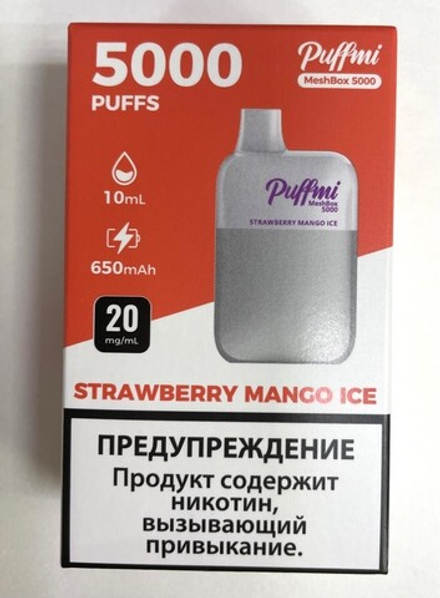 5000
PUFFS
Puffmi
MeshBox 5000
10mL
650mAh
20
mg/mL
Puffmi
MeshBox
5000
STRAWBERRY MANGO ICE
STRAWBERRY MANGO ICE
ПРЕДУПРЕЖДЕНИЕ
Продукт содержит
никотин,
вызывающий
привыкание.